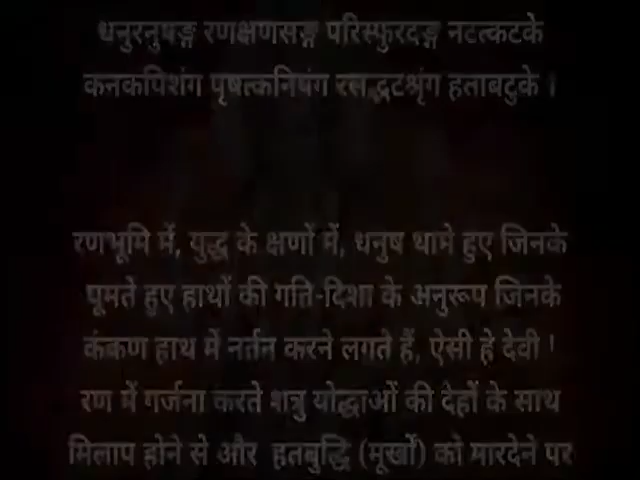 धनुरनुषङ्ग रणक्षणसङ्ग परिस्फुरदङ्ग नटत्कटके
कनकपिशंग पृषत्कनिषंग रसद्भटश्रृंग हताबटुके ।
रणभूमि में, युद्ध के क्षणों में, धनुष थामे हुए जिनके
घूमते हुए हाथों की गति-दिशा के अनुरूप जिनके
कंकण हाथ में नर्तन करने लगते हैं, ऐसी हे देवी !
रण में गर्जना करते शत्रु योद्धाओं की देहों के साथ
मिलाप होने से और हतबुद्धि (मूर्खों) को मारदेने पर